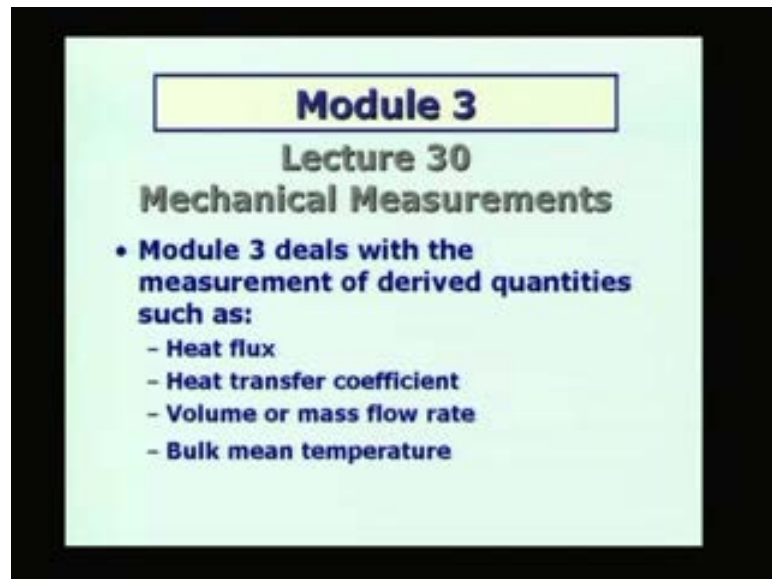 Module 3
Lecture 30
Mechanical Measurements
• Module 3 deals with the
measurement of derived quantities
such as:
– Heat flux
– Heat transfer coefficient
– Volume or mass flow rate
– Bulk mean temperature